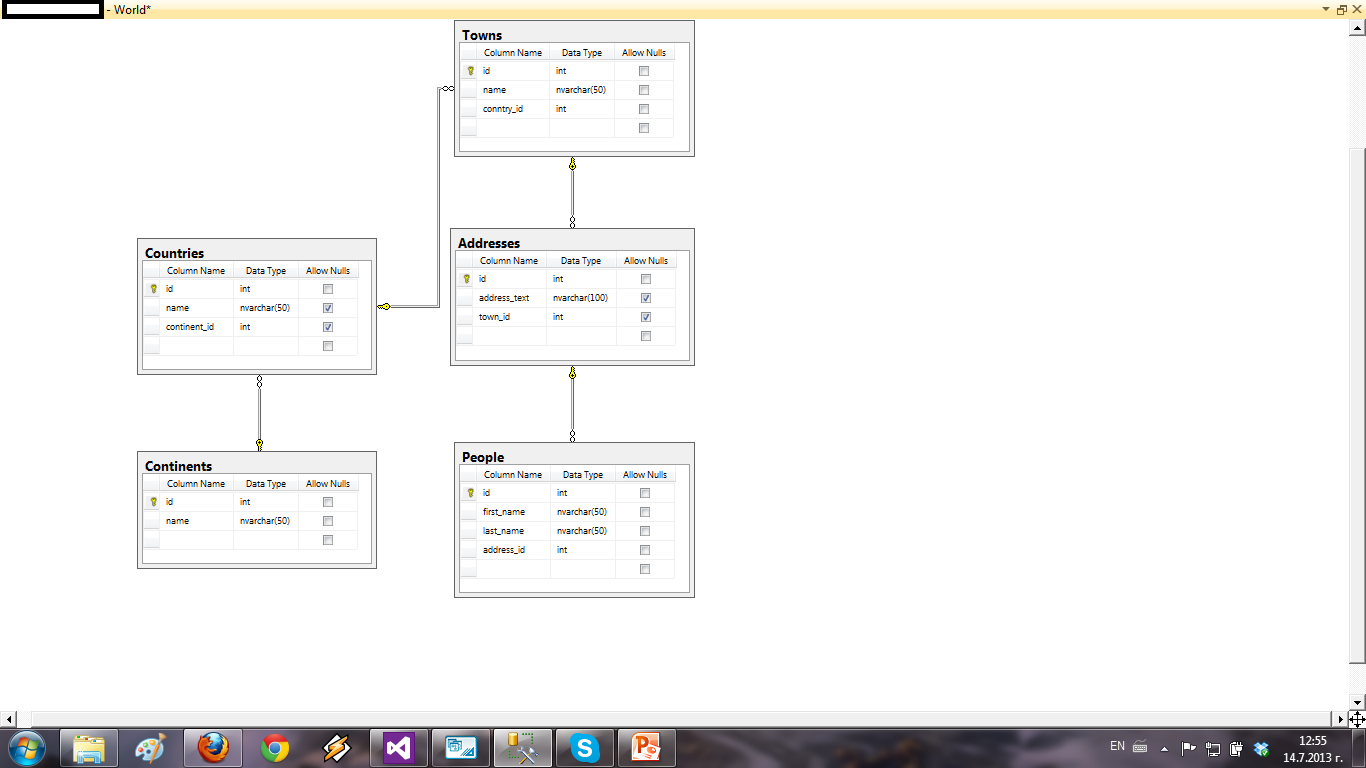 - World*
Towns
Column Name Data Type Allow Nulls
id int
name nvarchar(50)
conntry_id int
Addresses
Column Name Data Type Allow Nulls
id int
address_text nvarchar(100)
town_id int
Countries
Column Name Data Type Allow Nulls
id int
name nvarchar(50)
continent_id int
Continents
Column Name Data Type Allow Nulls
id int
name nvarchar(50)
People
Column Name Data Type Allow Nulls
id int
first_name nvarchar(50)
last_name nvarchar(50)
address_id int
EN
12:55
14.7.2013 г.